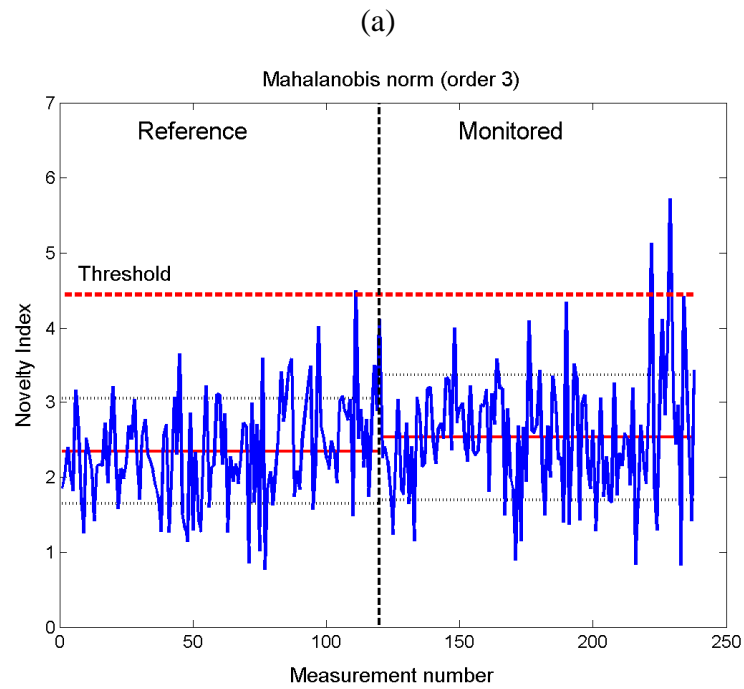 (a)
Mahalanobis norm (order 3)
7
Reference Monitored
6
5
Threshold
4
3
2
1
0
Novelty Index
0 50 100 150 200 250
Measurement number